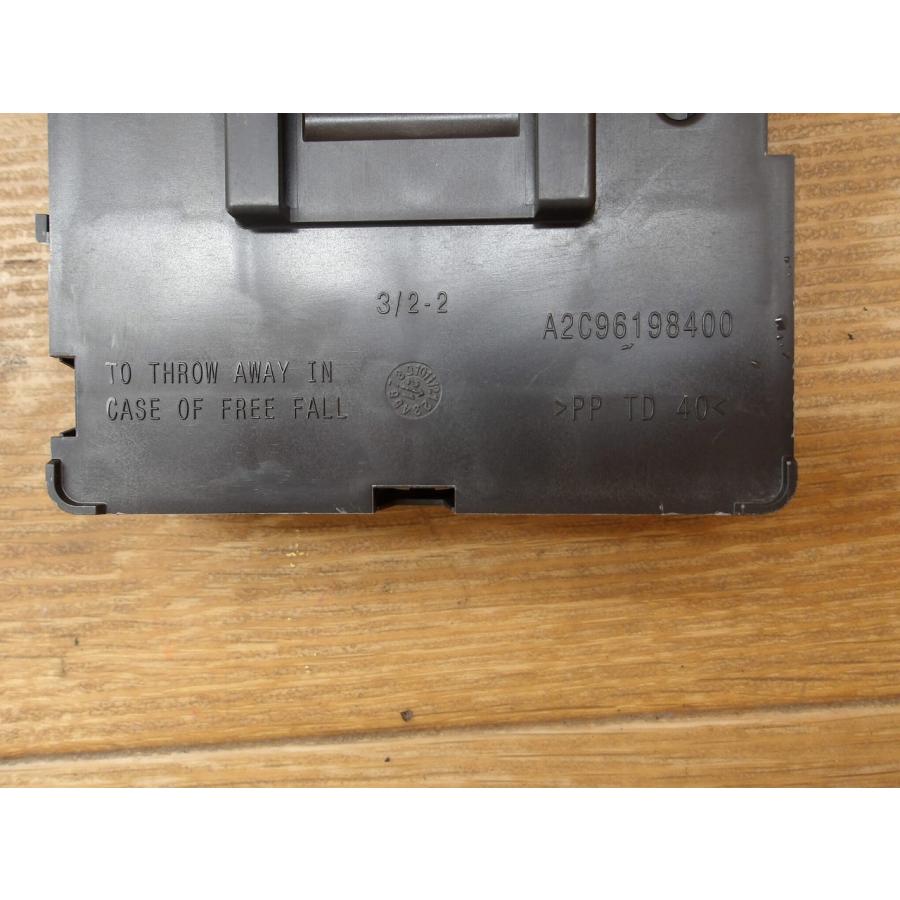 3/2-2
A2C96198400
TO THROW AWAY IN
CASE OF FREE FALL
>PP TD 40<